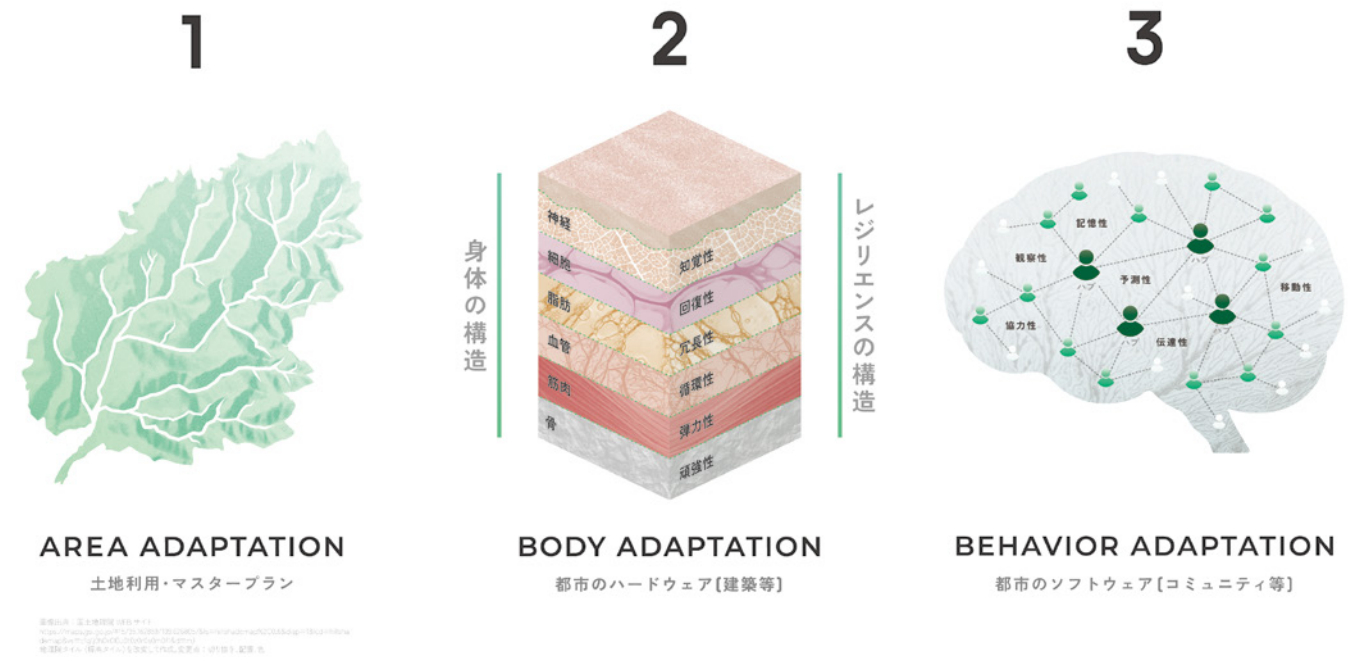 1
2
3
身体の構造
神経
細胞
脂肪
血管
筋肉
骨
知覚性
回復性
冗長性
循環性
弾力性
頑強性
レジリエンスの構造
記憶性
観察性
予測性
移動性
協力性
伝達性
ハブ
ハブ
ハブ
ハブ
AREA ADAPTATION
土地利用・マスタープラン
BODY ADAPTATION
都市のハードウェア〔建築等〕
BEHAVIOR ADAPTATION
都市のソフトウェア〔コミュニティ等〕